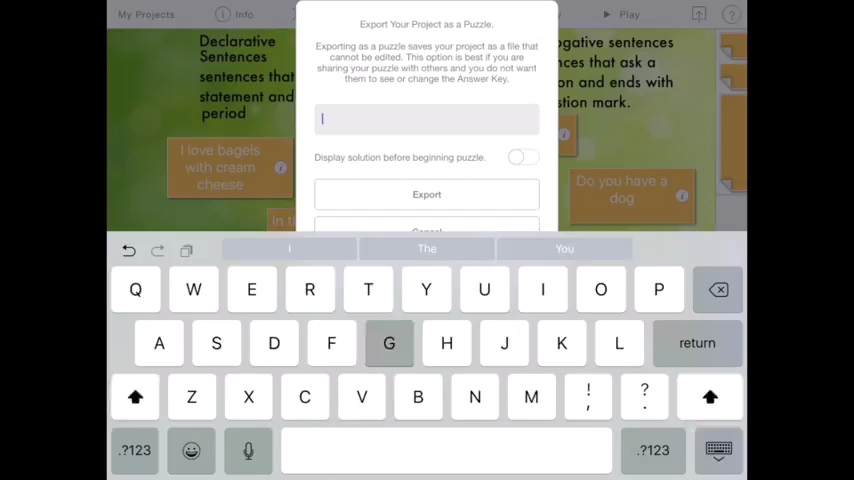 My Projects
Info
Play
?
Export Your Project as a Puzzle.
Exporting as a puzzle saves your project as a file that
cannot be edited. This option is best if you are
sharing your puzzle with others and you do not want
them to see or change the Answer Key.
Display solution before beginning puzzle.
Export
Cancel
Declarative
Sentences
sentences that
statement and
period
I love bagels
with cream
cheese
In th
ogative sentences
nces that ask a
on and ends with
stion mark.
Do you have a
dog
I The You
Q W E R T Y U I O P
A S D F G H J K L return
Z X C V B N M ! , ? .
.?123 .?123